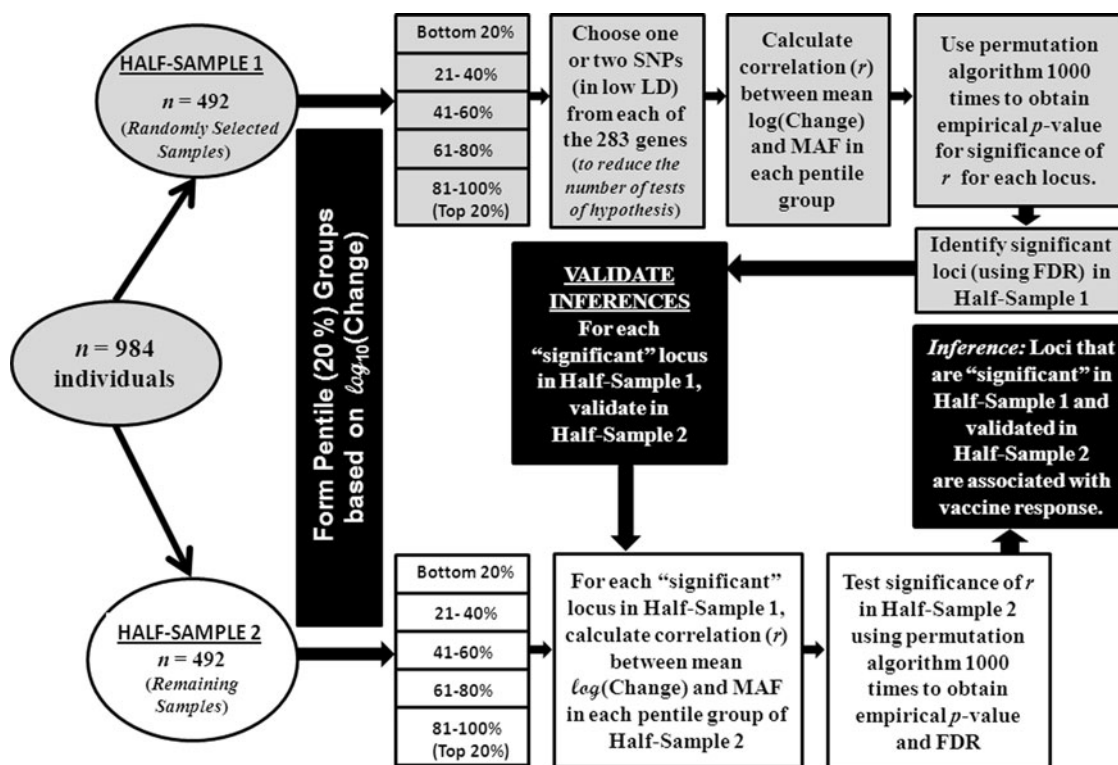 HALF-SAMPLE 1
n = 492
(Randomly Selected
Samples)
n = 984
individuals
HALF-SAMPLE 2
n = 492
(Remaining
Samples)
Form Pentile (20 %) Groups
based on log10(Change)
Bottom 20%
21- 40%
41-60%
61-80%
81-100%
(Top 20%)
Choose one
or two SNPs
(in low LD)
from each of
the 283 genes
(to reduce the
number of tests
of hypothesis)
Calculate
correlation (r)
between mean
log(Change)
and MAF in
each pentile
group
Use permutation
algorithm 1000
times to obtain
empirical p-value
for significance of
r for each locus.
Identify significant
loci (using FDR) in
Half-Sample 1
VALIDATE
INFERENCES
For each
“significant” locus
in Half-Sample 1,
validate in
Half-Sample 2
Bottom 20%
21- 40%
41-60%
61-80%
81-100%
(Top 20%)
For each “significant”
locus in Half-Sample 1,
calculate correlation (r)
between mean
log(Change) and MAF
in each pentile group of
Half-Sample 2
Test significance of r
in Half-Sample 2
using permutation
algorithm 1000
times to obtain
empirical p-value
and FDR
Inference: Loci that
are “significant” in
Half-Sample 1 and
validated in
Half-Sample 2
are associated with
vaccine response.